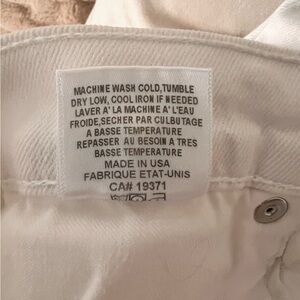 MACHINE WASH COLD,TUMBLE
DRY LOW, COOL IRON IF NEEDED
LAVER A' LA MACHINE A' L'EAU
FROIDE,SECHER PAR CULBUTAGE
A BASSE TEMPERATURE
REPASSER AU BESOIN A TRES
BASSE TEMPERATURE
MADE IN USA
FABRIQUE ETAT-UNIS
CA# 19371